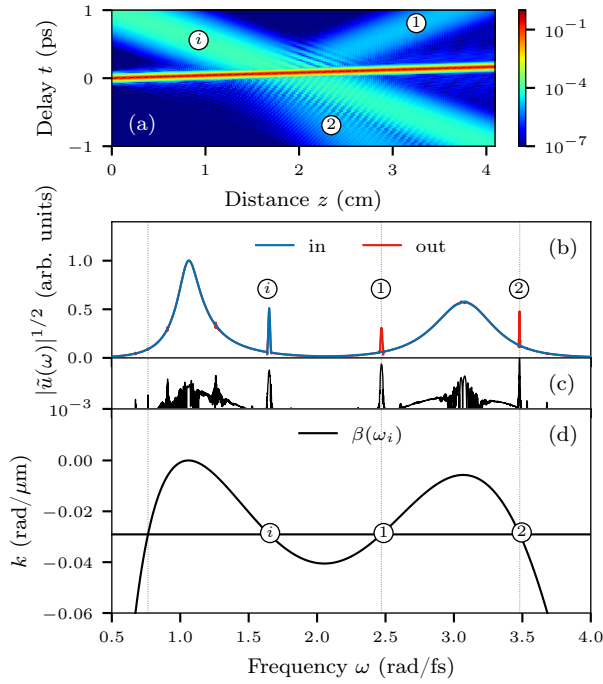 1
0
−1
Delay t (ps)
i
1
2
(a)
10⁻¹
10⁻⁴
10⁻⁷
0
1
2
3
4
Distance z (cm)
1.0
0.5
0.0
|ũ(ω)|^{1/2} (arb. units)
in
out
(b)
i
1
2
10⁻³
(c)
β(ω_i)
(d)
0.00
−0.02
−0.04
−0.06
k (rad/μm)
i
1
2
0.5
1.0
1.5
2.0
2.5
3.0
3.5
4.0
Frequency ω (rad/fs)